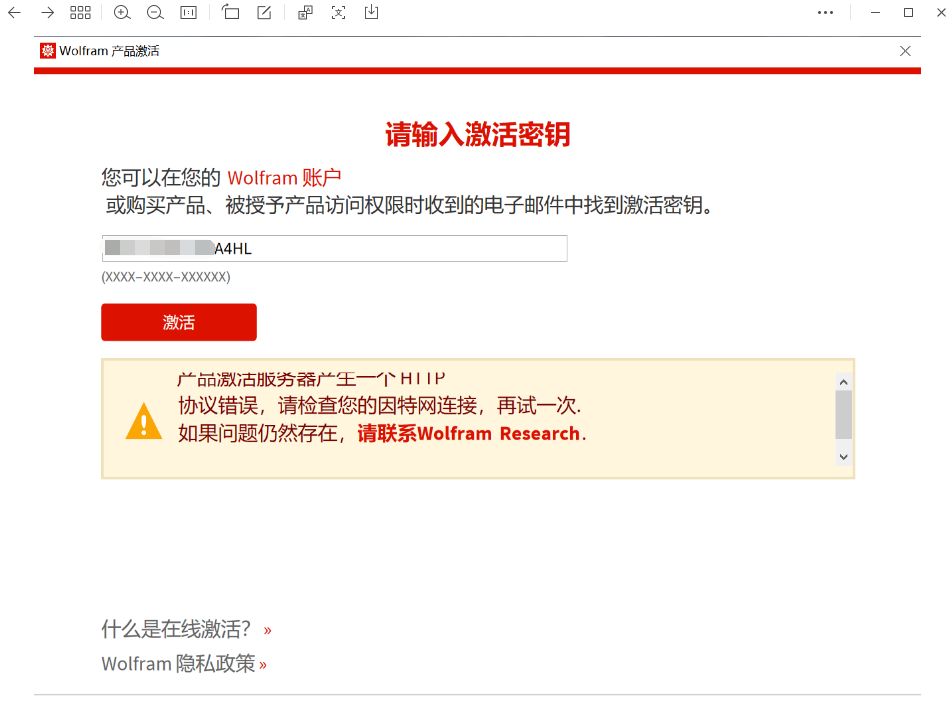 Wolfram 产品激活
请输入激活密钥
您可以在您的 Wolfram 账户
或购买产品、被授予产品访问权限时收到的电子邮件中找到激活密钥。
A4HL
(XXXX-XXXX-XXXXXX)
激活
产品激活服务器产生一个 HTTP
协议错误，请检查您的因特网连接，再试一次.
如果问题仍然存在，请联系Wolfram Research.
什么是在线激活？ »
Wolfram 隐私政策 »